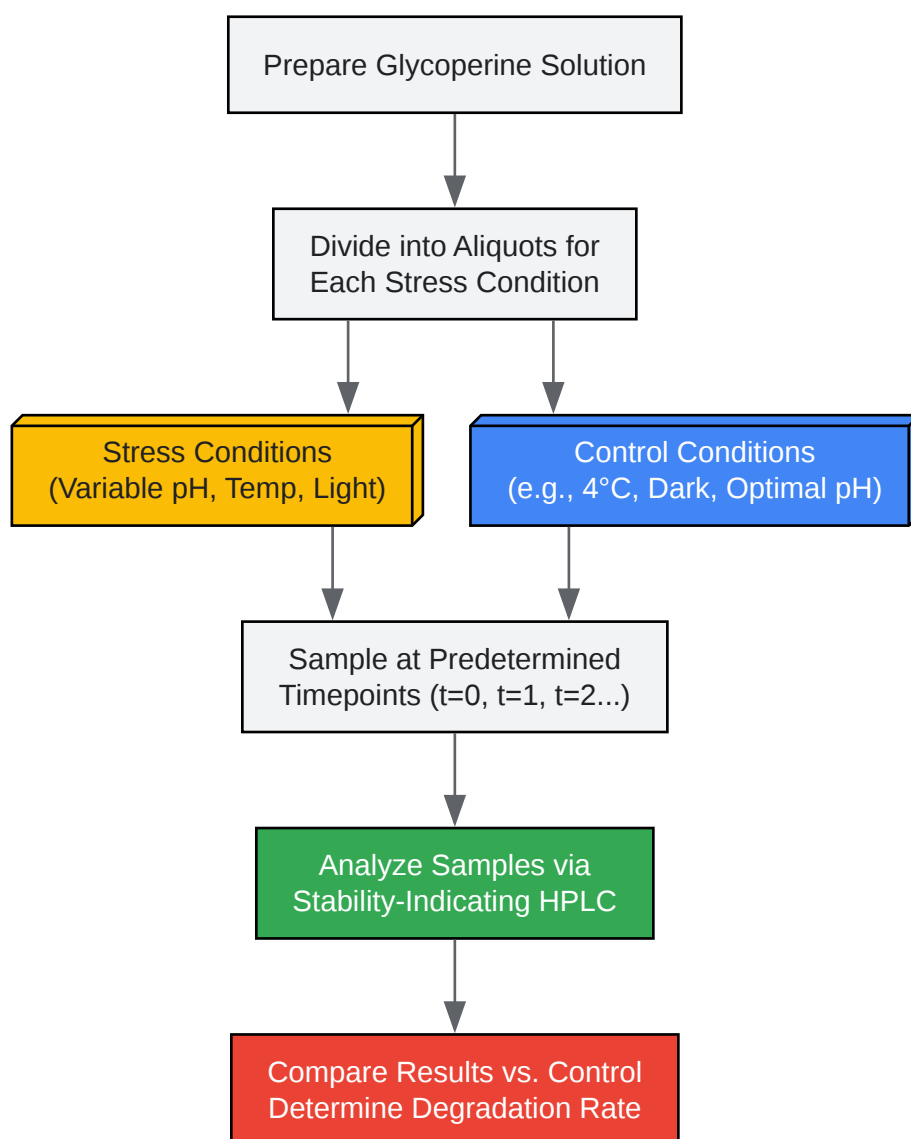 Prepare Glycoperine Solution
Divide into Aliquots for
Each Stress Condition
Stress Conditions
(Variable pH, Temp, Light)
Control Conditions
(e.g., 4°C, Dark, Optimal pH)
Sample at Predetermined
Timepoints (t=0, t=1, t=2...)
Analyze Samples via
Stability-Indicating HPLC
Compare Results vs. Control
Determine Degradation Rate